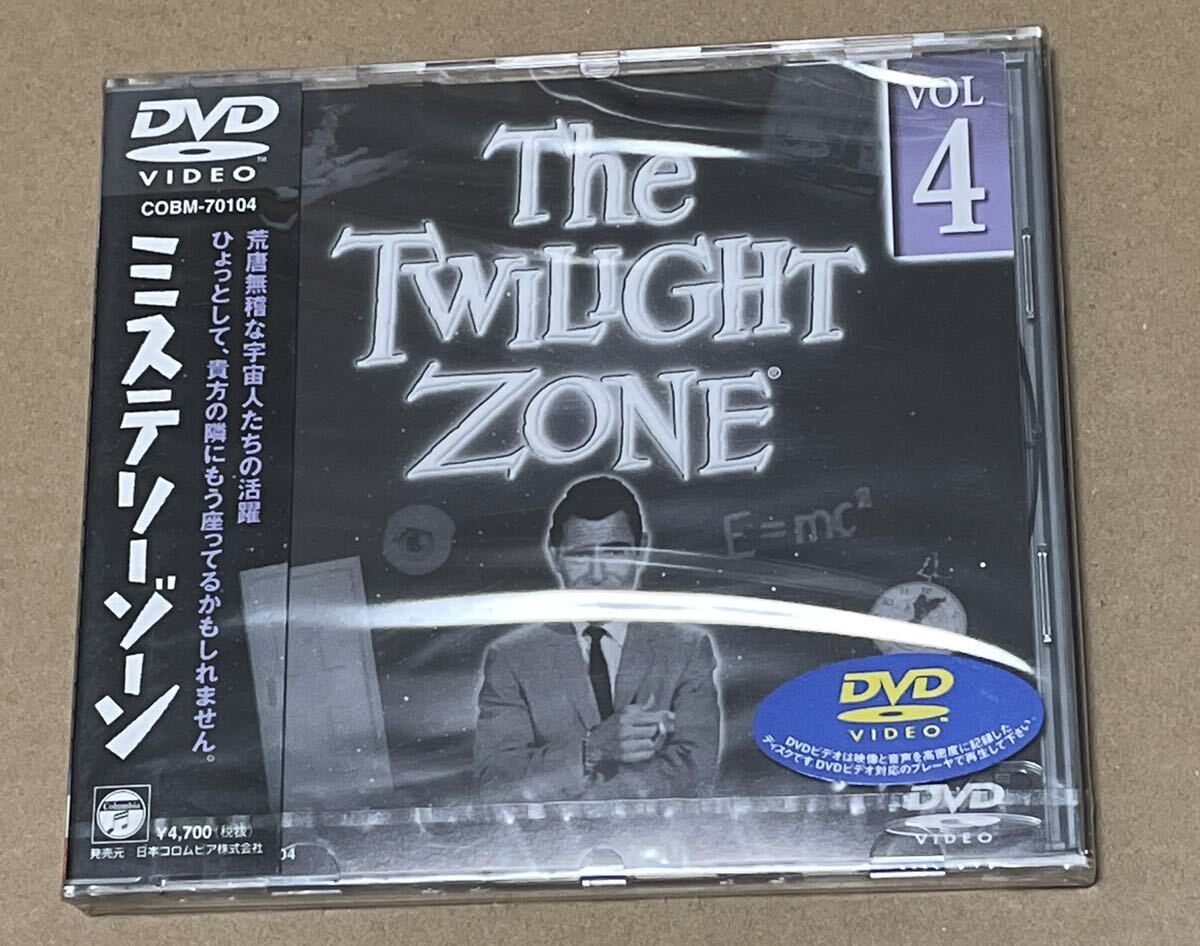 DVD
VIDEO™
COBM-70104
荒唐無稽な宇宙人たちの活躍
ひょっとして、貴方の隣にもう座ってるかもしれません。
ミステリーゾーン
Columbia
¥4,700(税抜)
発売元 日本コロムビア株式会社
04
VOL
4
The
TWILIGHT
ZONE®
E=mc²
DVD
VIDEO™
DVDビデオは映像と音声を高密度に記録した
ディスクですDVDビデオ対応のプレーヤで再生して下さい。
DVD
VIDEO